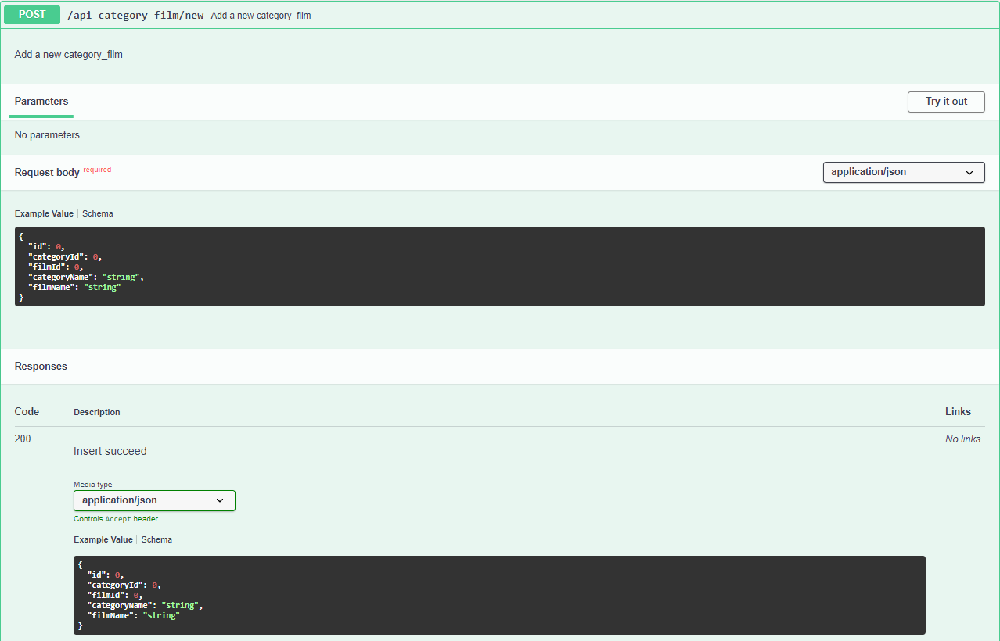 POST /api-category-film/new Add a new category_film
Add a new category_film
Parameters
Try it out
No parameters
Request body required
application/json
Example Value Schema
{
  "id": 0,
  "categoryId": 0,
  "filmId": 0,
  "categoryName": "string",
  "filmName": "string"
}
Responses
Code Description Links
200 No links
Insert succeed
Media type
application/json
Controls Accept header.
Example Value Schema
{
  "id": 0,
  "categoryId": 0,
  "filmId": 0,
  "categoryName": "string",
  "filmName": "string"
}